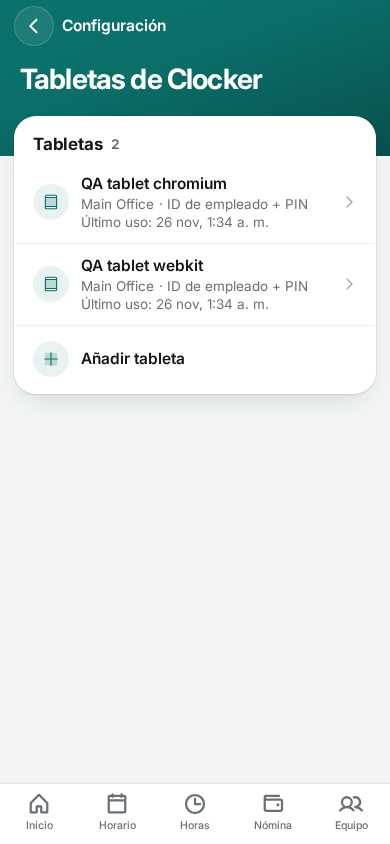 Configuración
Tabletas de Clocker
Tabletas 2
QA tablet chromium
Main Office · ID de empleado + PIN
Último uso: 26 nov, 1:34 a. m.
QA tablet webkit
Main Office · ID de empleado + PIN
Último uso: 26 nov, 1:34 a. m.
Añadir tableta
Inicio
Horario
Horas
Nómina
Equipo